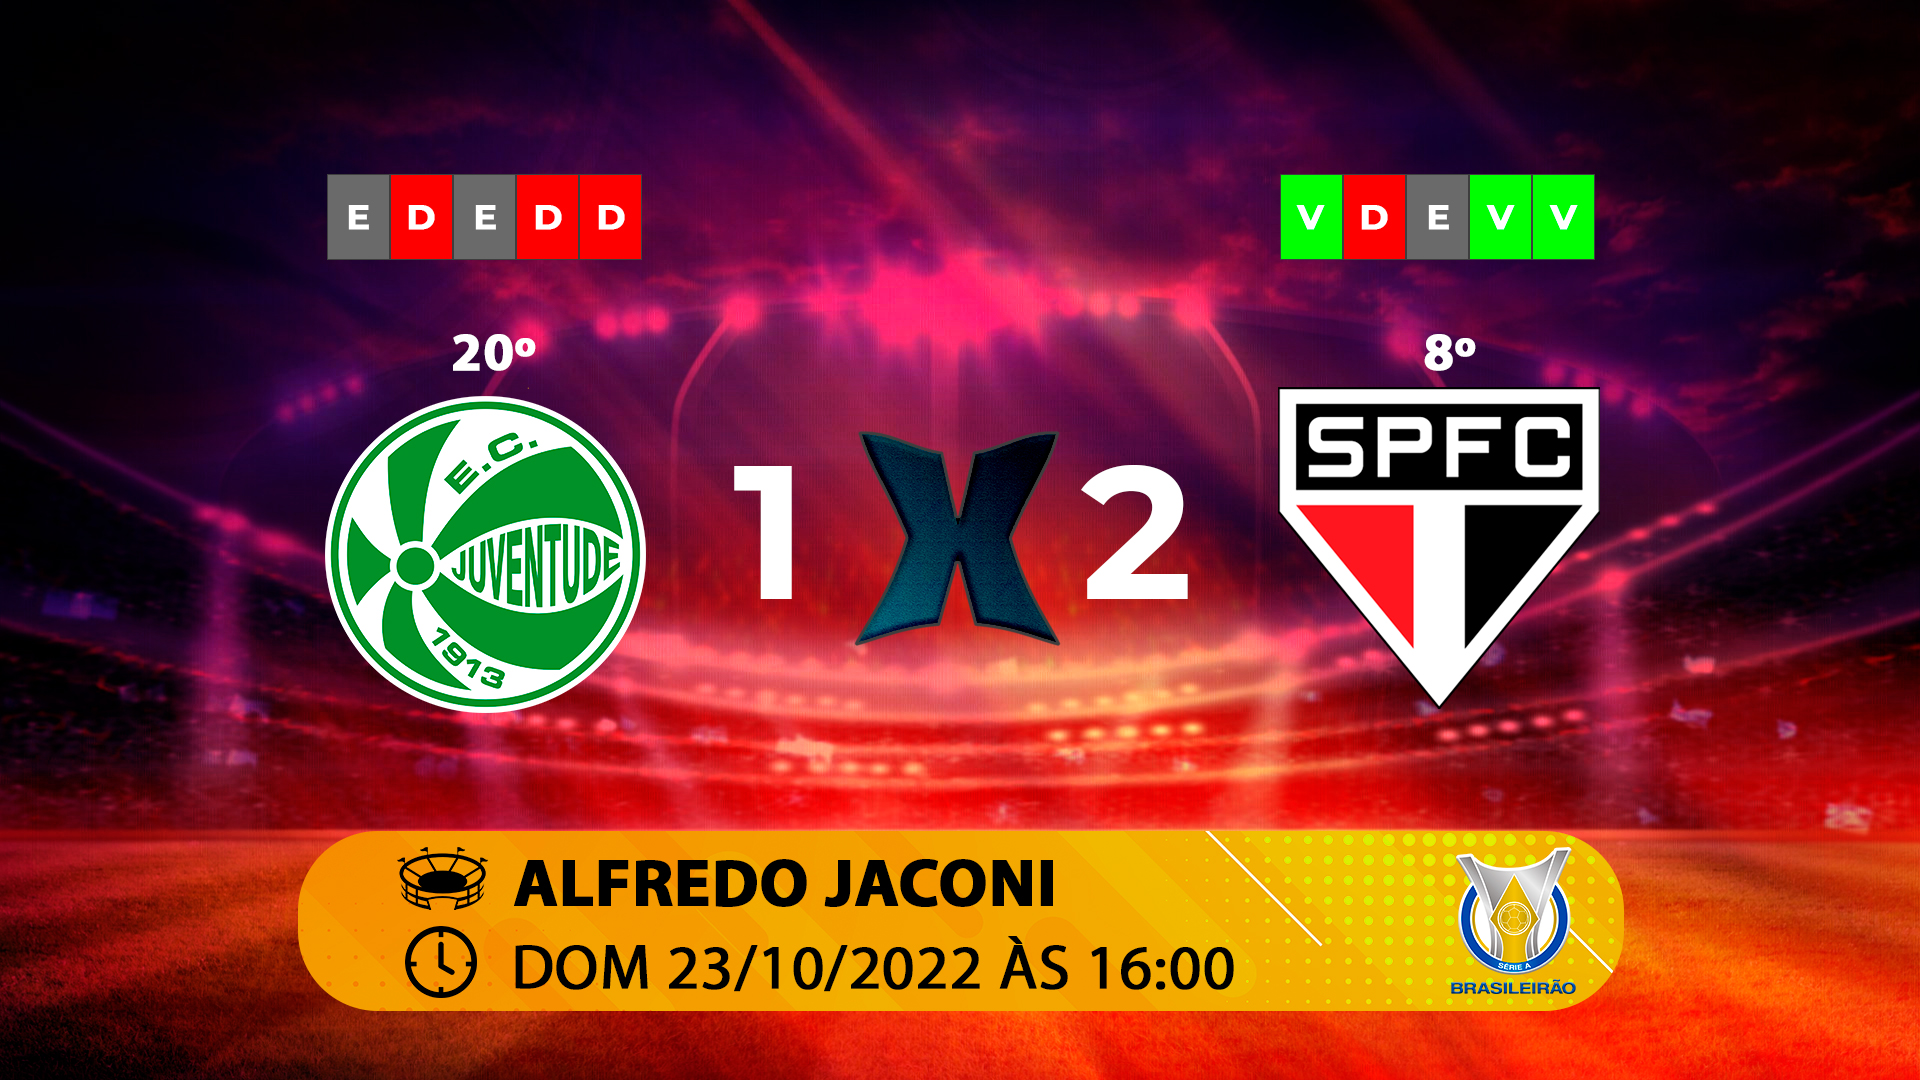 E D E D D
V D E V V
20º
8º
E.C.
JUVENTUDE
1913
1 X 2
SPFC
ALFREDO JACONI
DOM 23/10/2022 ÀS 16:00
SÉRIE A
BRASILEIRÃO